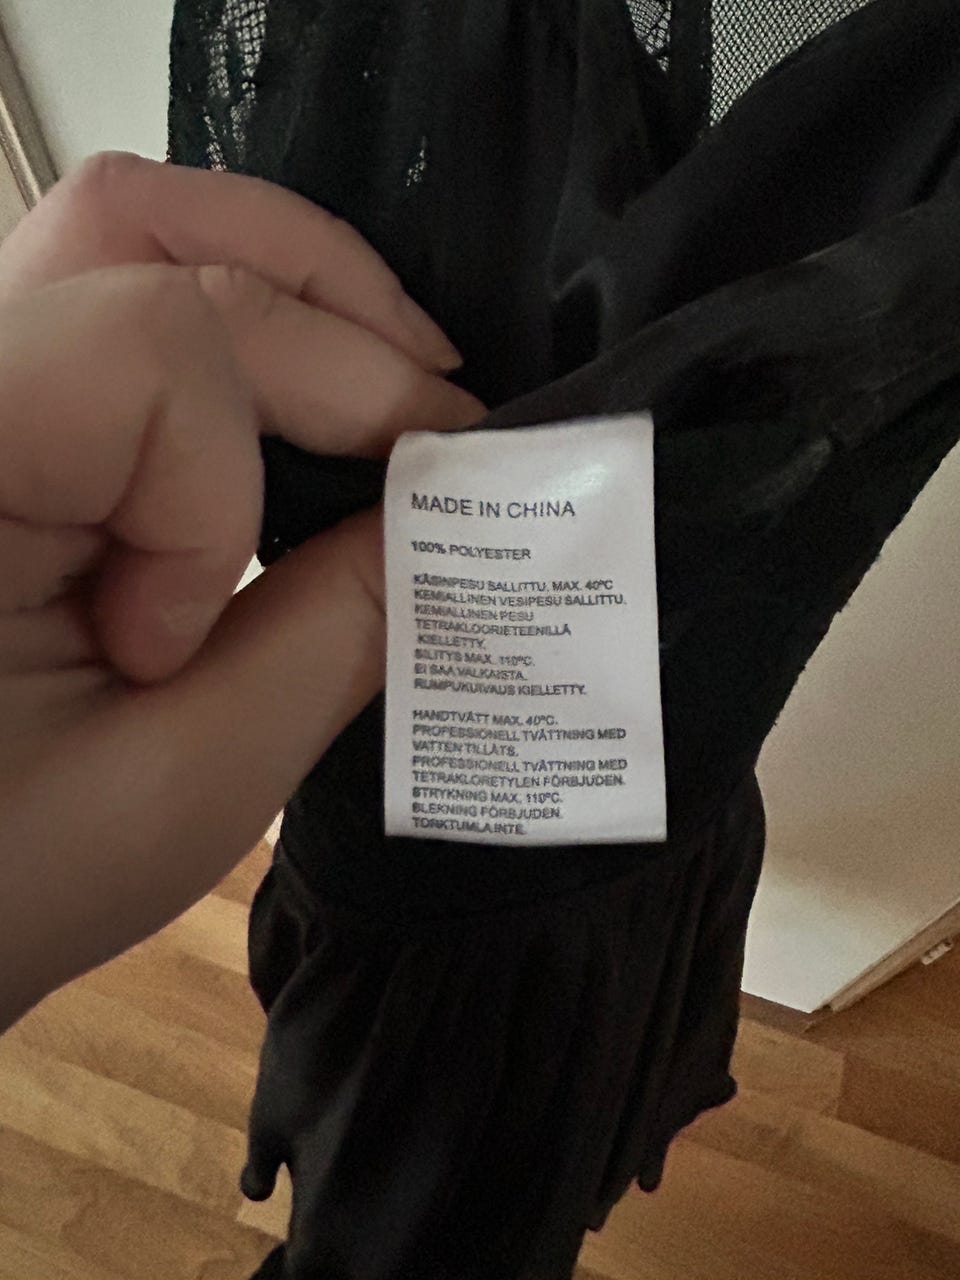 MADE IN CHINA
100% POLYESTER
KÄSINPESU SALLITTU. MAX. 40°C
KEMIALLINEN VESIPESU SALLITTU.
KEMIALLINEN PESU
TETRAKLOORIETEENILLÄ
KIELLETTY.
SILITYS MAX. 110°C.
EI SAA VALKAISTA.
RUMPUKUIVAUS KIELLETTY.
HANDTVÄTT MAX. 40°C.
PROFESSIONELL TVÄTTNING MED
VATTEN TILLÅTS.
PROFESSIONELL TVÄTTNING MED
TETRAKLORETYLEN FÖRBJUDEN.
STRYKNING MAX. 110°C.
BLEKNING FÖRBJUDEN.
TORKTUMLA INTE.